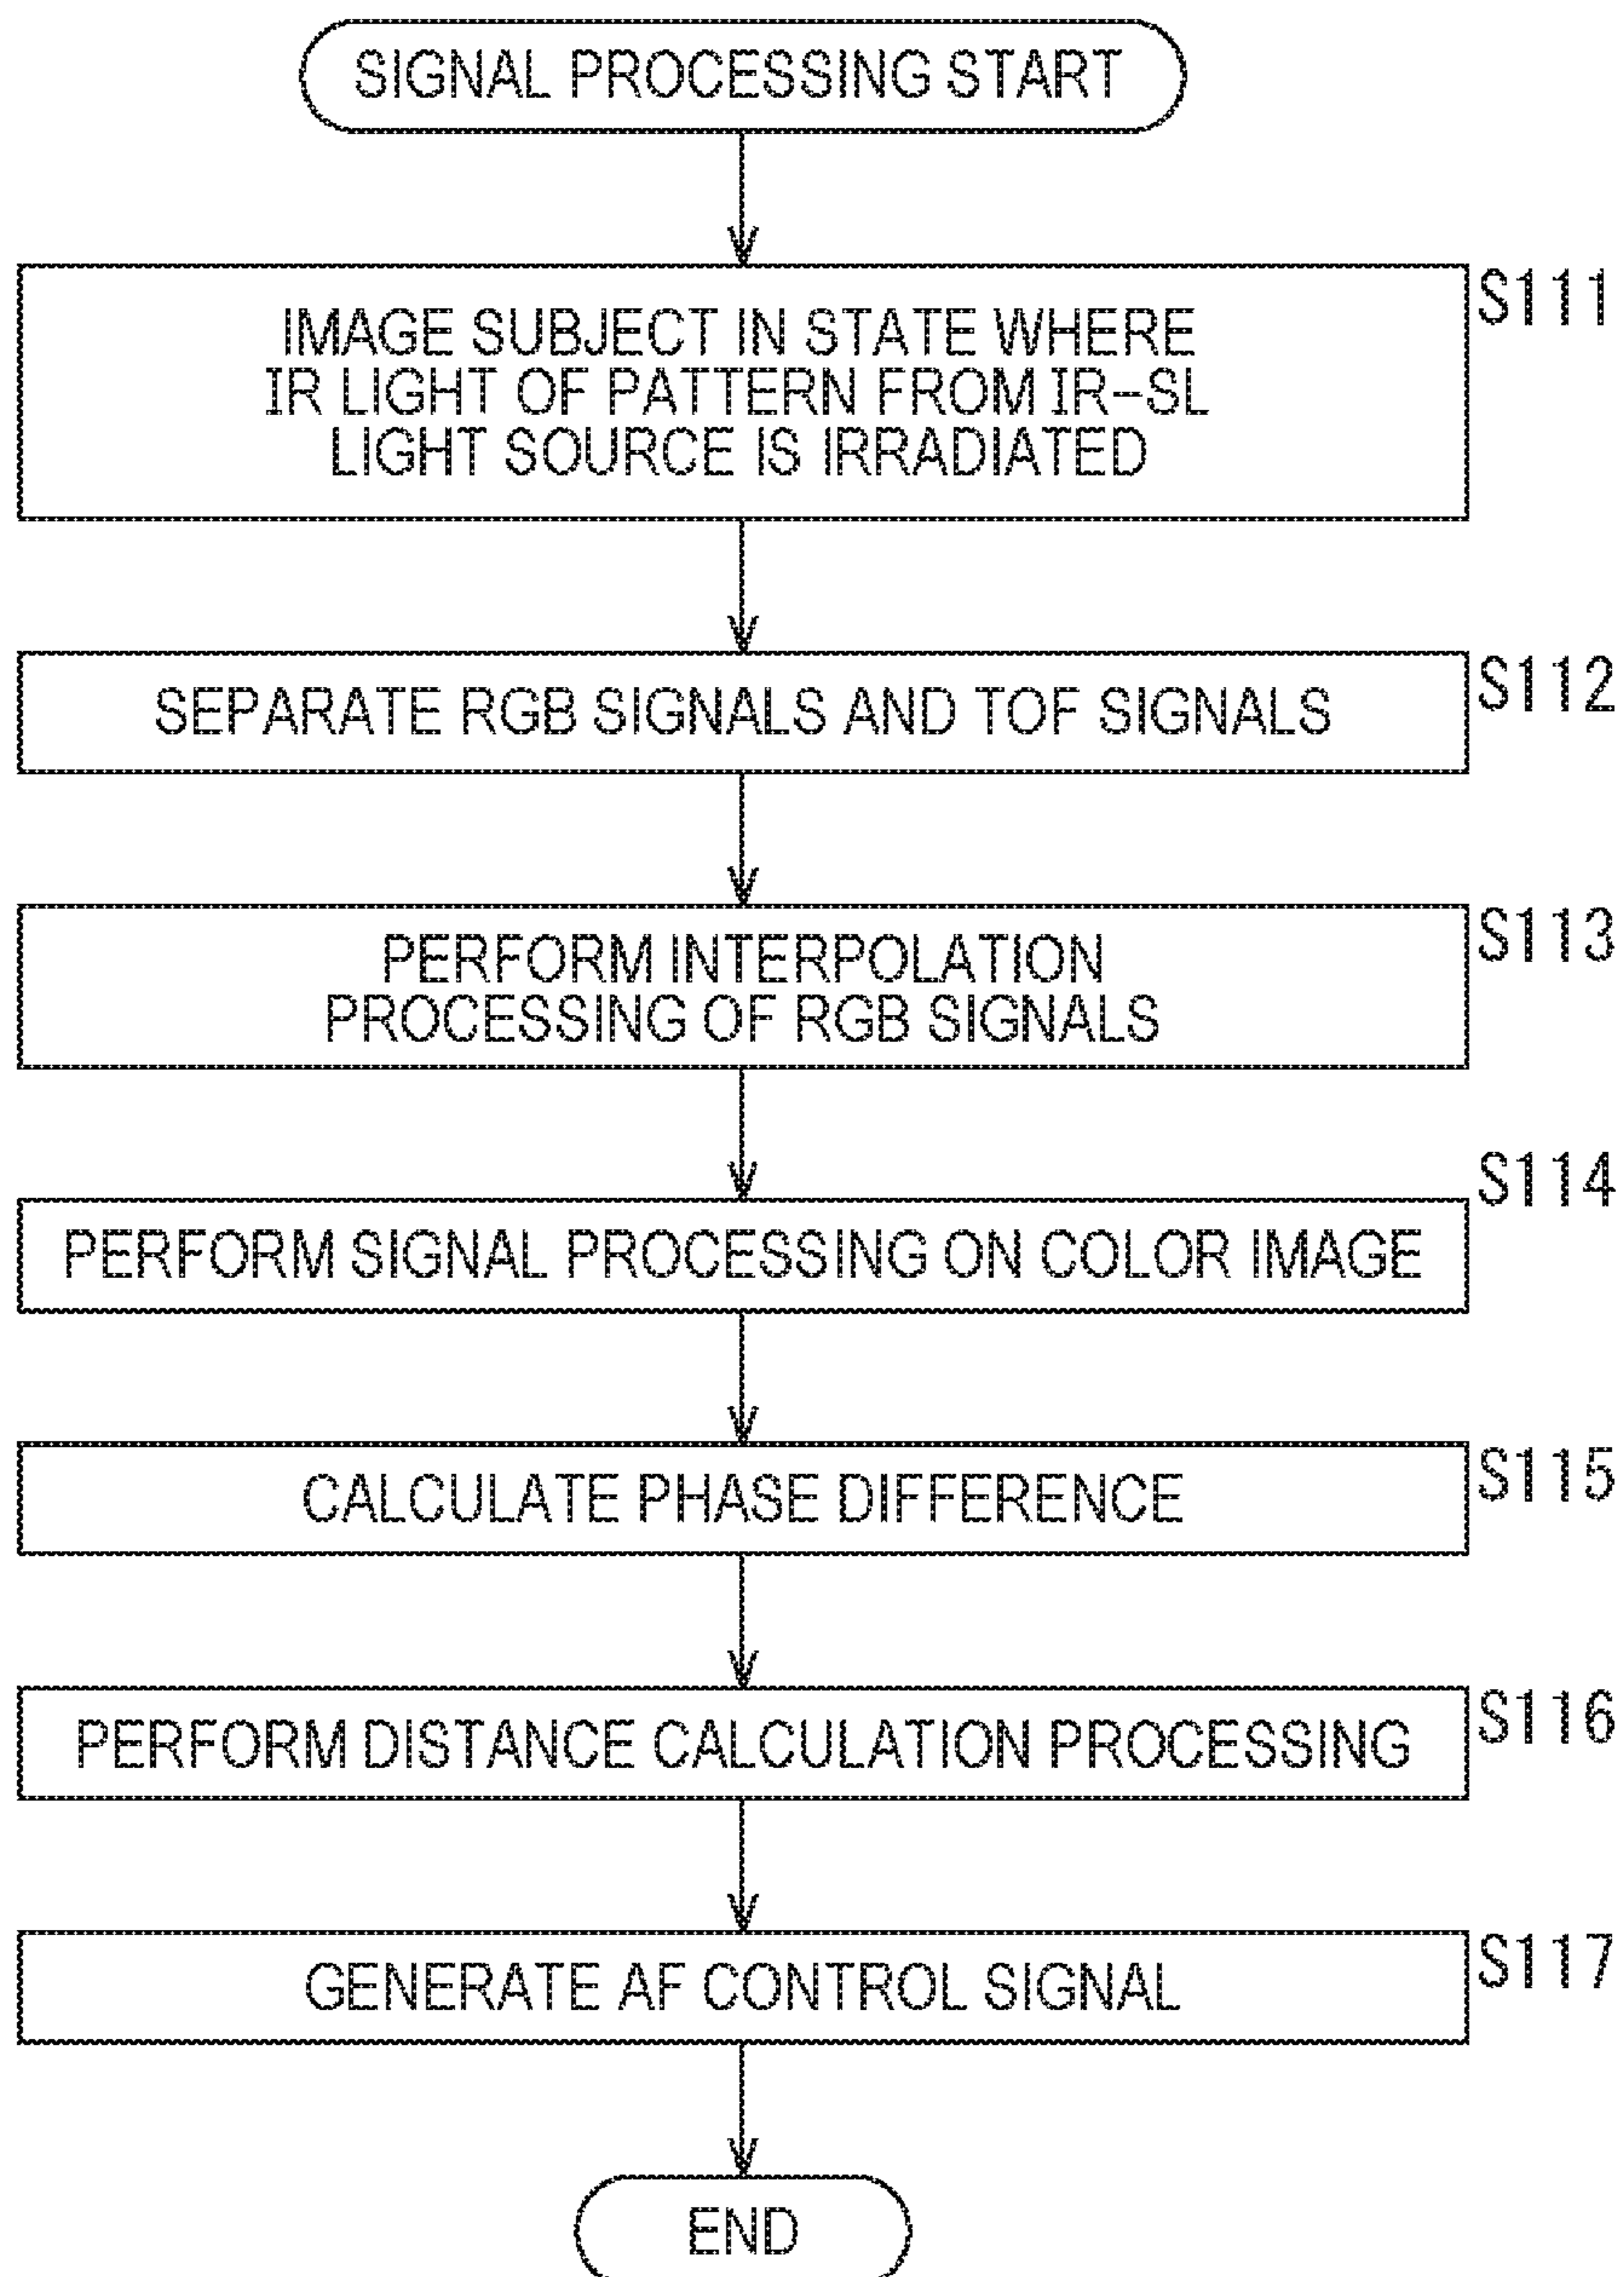 SIGNAL PROCESSING START
S111
IMAGE SUBJECT IN STATE WHERE
IR LIGHT OF PATTERN FROM IR-SL
LIGHT SOURCE IS IRRADIATED
S112
SEPARATE RGB SIGNALS AND TOF SIGNALS
S113
PERFORM INTERPOLATION
PROCESSING OF RGB SIGNALS
S114
PERFORM SIGNAL PROCESSING ON COLOR IMAGE
S115
CALCULATE PHASE DIFFERENCE
S116
PERFORM DISTANCE CALCULATION PROCESSING
S117
GENERATE AF CONTROL SIGNAL
END